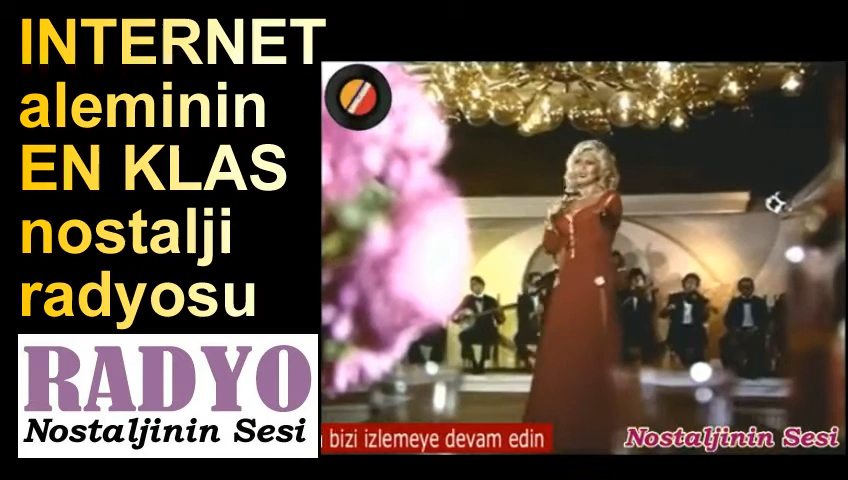 INTERNET
aleminin
EN KLAS
nostalji
radyosu
RADYO
Nostaljinin Sesi
bizi izlemeye devam edin
Nostaljinin Sesi